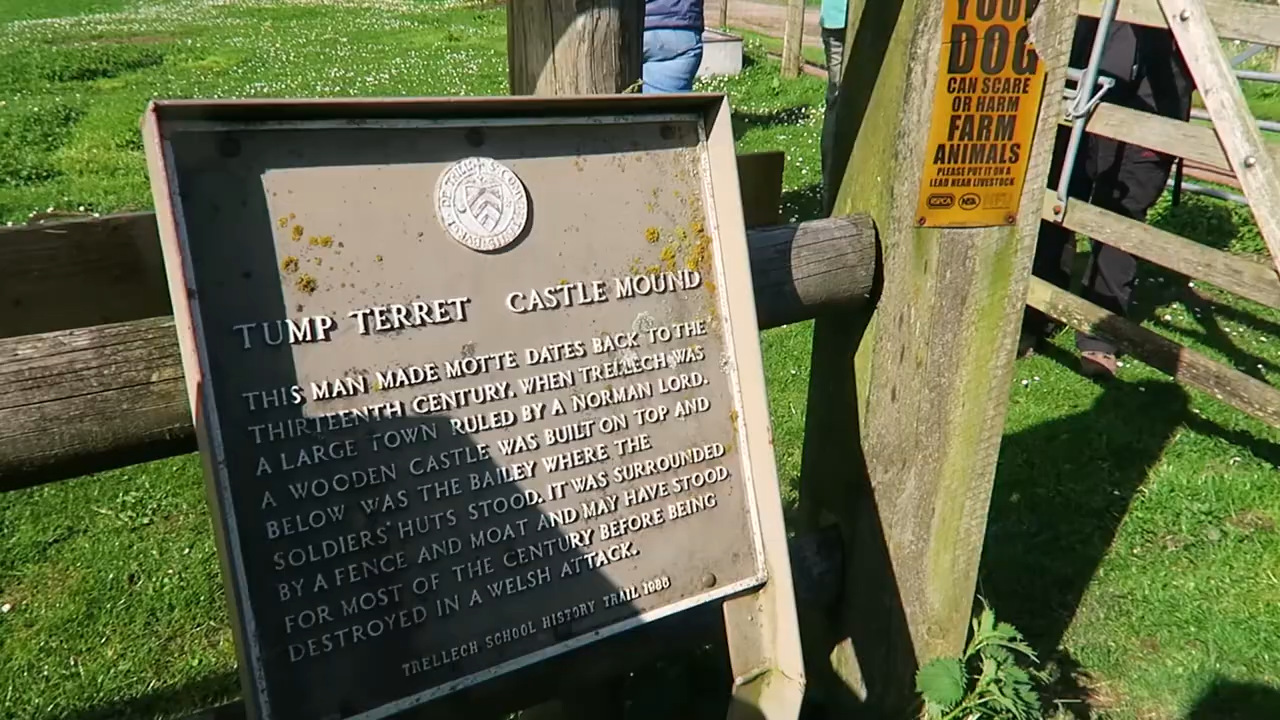 TUMP TERRET CASTLE MOUND
THIS MAN MADE MOTTE DATES BACK TO THE
THIRTEENTH CENTURY. WHEN TRELLECH WAS
A LARGE TOWN RULED BY A NORMAN LORD.
A WOODEN CASTLE WAS BUILT ON TOP AND
BELOW WAS THE BAILEY WHERE THE
SOLDIERS' HUTS STOOD. IT WAS SURROUNDED
BY A FENCE AND MOAT AND MAY HAVE STOOD
FOR MOST OF THE CENTURY BEFORE BEING
DESTROYED IN A WELSH ATTACK.
TRELLECH SCHOOL HISTORY TRAIL 1988
YOUR
DOG
CAN SCARE
OR HARM
FARM
ANIMALS
PLEASE PUT IT ON A
LEAD NEAR LIVESTOCK
RSPCA NSA